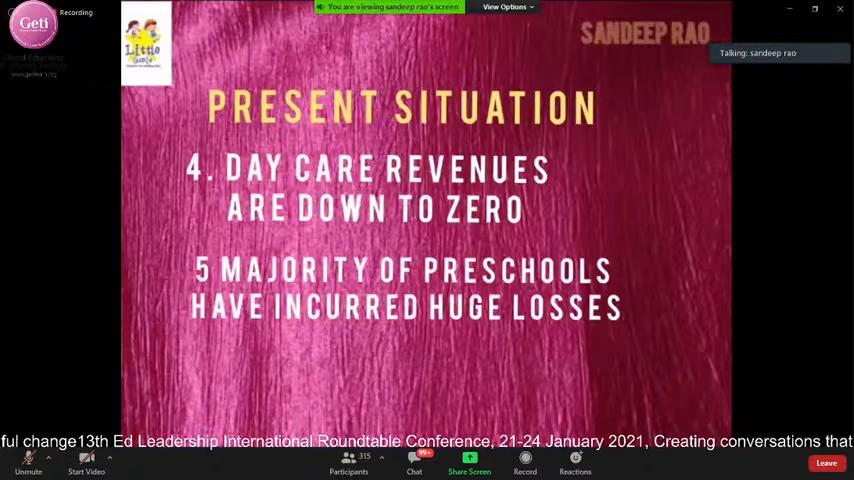 Geti
Recording
You are viewing sandeep rao's screen
View Options
SANDEEP RAO
Talking: sandeep rao
Little
PRESENT SITUATION
4. DAY CARE REVENUES
ARE DOWN TO ZERO
5 MAJORITY OF PRESCHOOLS
HAVE INCURRED HUGE LOSSES
ful change13th Ed Leadership International Roundtable Conference, 21-24 January 2021, Creating conversations that
Unmute
Start Video
315
Participants
99+
Chat
Share Screen
Record
Reactions
Leave